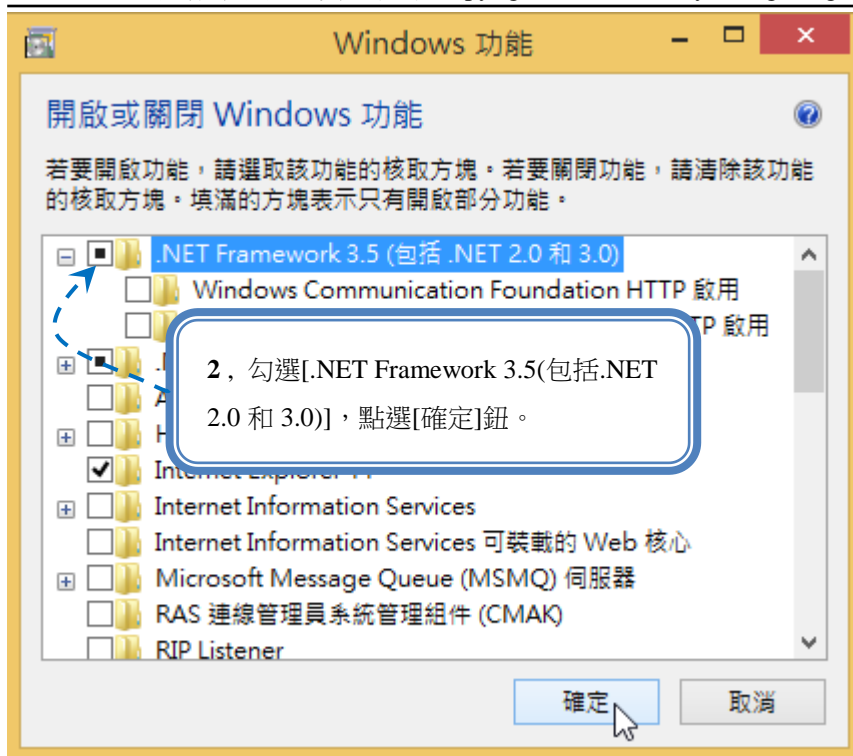 Windows 功能
開啟或關閉 Windows 功能
若要開啟功能，請選取該功能的核取方塊。若要關閉功能，請清除該功能
的核取方塊。填滿的方塊表示只有開啟部分功能。
.NET Framework 3.5 (包括 .NET 2.0 和 3.0)
Windows Communication Foundation HTTP 啟用
啟用
2 , 勾選[.NET Framework 3.5(包括.NET
2.0 和 3.0)]，點選[確定]鈕。
Internet Explorer 11
Internet Information Services
Internet Information Services 可裝載的 Web 核心
Microsoft Message Queue (MSMQ) 伺服器
RAS 連線管理員系統管理組件 (CMAK)
RIP Listener
確定
取消